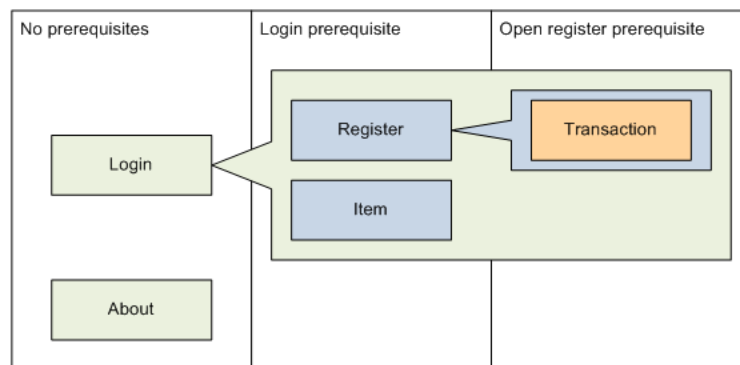 No prerequisites
Login prerequisite
Open register prerequisite
Register
Transaction
Login
Item
About